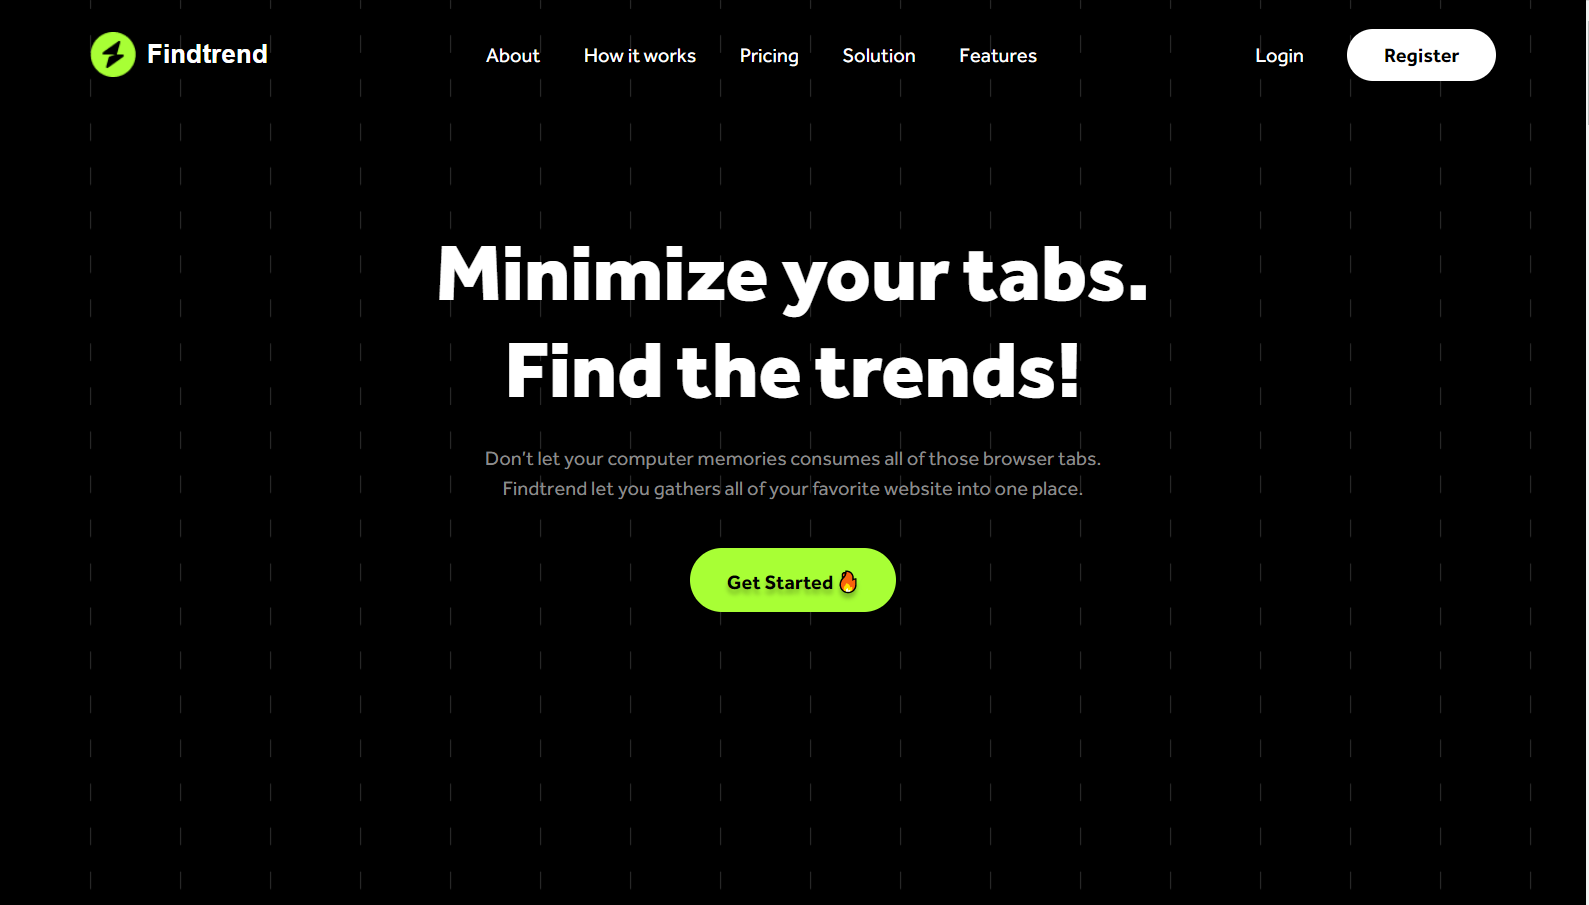 Findtrend
About How it works Pricing Solution Features
Login Register
Minimize your tabs.
Find the trends!
Don't let your computer memories consumes all of those browser tabs.
Findtrend let you gathers all of your favorite website into one place.
Get Started 🔥